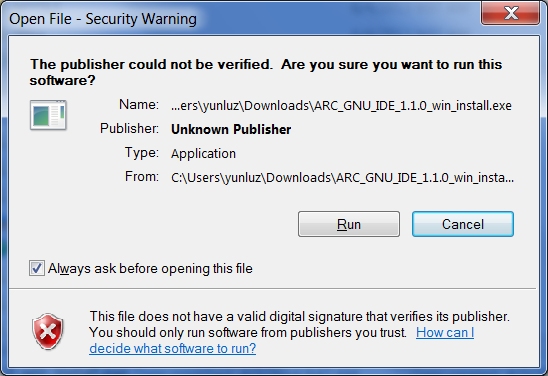 Open File - Security Warning
The publisher could not be verified.  Are you sure you want to run this
software?
Name: ...ers\yunluz\Downloads\ARC_GNU_IDE_1.1.0_win_install.exe
Publisher: Unknown Publisher
Type: Application
From: C:\Users\yunluz\Downloads\ARC_GNU_IDE_1.1.0_win_insta...
Run Cancel
Always ask before opening this file
This file does not have a valid digital signature that verifies its publisher.
You should only run software from publishers you trust. How can I
decide what software to run?